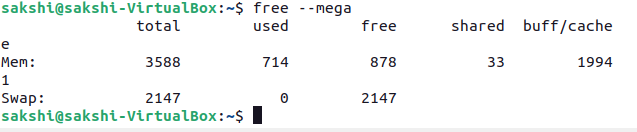 sakshi@sakshi-VirtualBox:~$ free --mega
total used free shared buff/cache
e
Mem: 3588 714 878 33 1994
1
Swap: 2147 0 2147
sakshi@sakshi-VirtualBox:~$